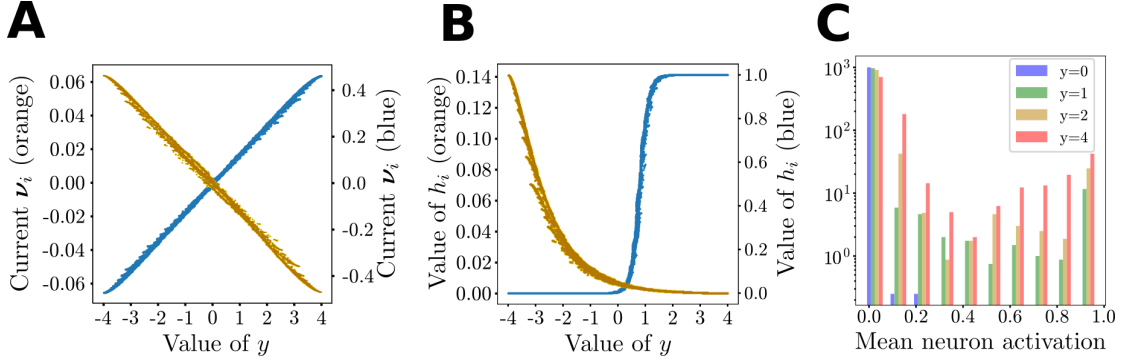 A
Current ν_i (orange)
0.06
0.04
0.02
0.00
-0.02
-0.04
-0.06
0.4
0.2
0.0
-0.2
-0.4
Current ν_i (blue)
-4 -3 -2 -1 0 1 2 3 4
Value of y
B
Value of h_i (orange)
0.14
0.12
0.10
0.08
0.06
0.04
0.02
0.00
1.0
0.8
0.6
0.4
0.2
0.0
Value of h_i (blue)
-4 -3 -2 -1 0 1 2 3 4
Value of y
C
10^3
10^2
10^1
10^0
y=0
y=1
y=2
y=4
0.0 0.2 0.4 0.6 0.8 1.0
Mean neuron activation